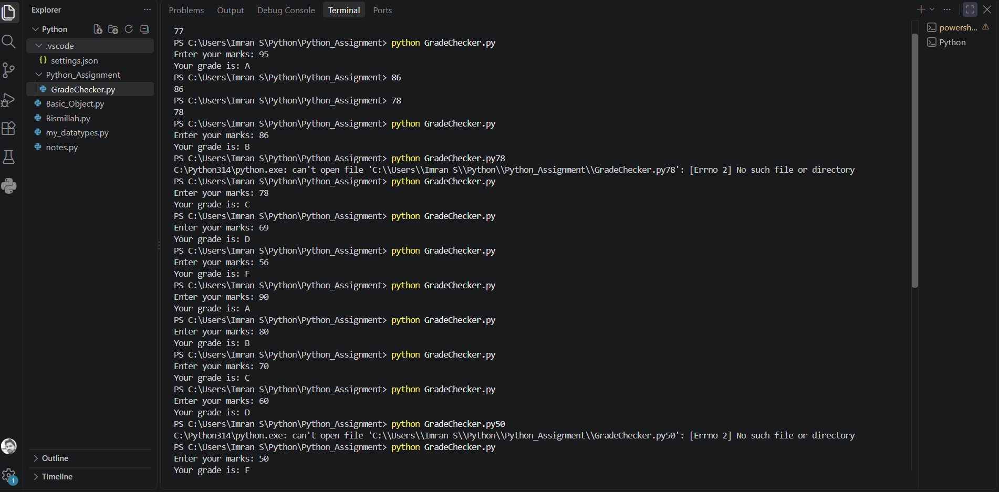 Explorer
Python
.vscode
{} settings.json
Python_Assignment
GradeChecker.py
Basic_Object.py
Bismillah.py
my_datatypes.py
notes.py
Outline
Timeline
1
Problems Output Debug Console Terminal Ports
77
PS C:\Users\Imran S\Python\Python_Assignment> python GradeChecker.py
Enter your marks: 95
Your grade is: A
PS C:\Users\Imran S\Python\Python_Assignment> 86
86
PS C:\Users\Imran S\Python\Python_Assignment> 78
78
PS C:\Users\Imran S\Python\Python_Assignment> python GradeChecker.py
Enter your marks: 86
Your grade is: B
PS C:\Users\Imran S\Python\Python_Assignment> python GradeChecker.py78
C:\Python314\python.exe: can't open file 'C:\\Users\\Imran S\\Python\\Python_Assignment\\GradeChecker.py78': [Errno 2] No such file or directory
PS C:\Users\Imran S\Python\Python_Assignment> python GradeChecker.py
Enter your marks: 78
Your grade is: C
PS C:\Users\Imran S\Python\Python_Assignment> python GradeChecker.py
Enter your marks: 69
Your grade is: D
PS C:\Users\Imran S\Python\Python_Assignment> python GradeChecker.py
Enter your marks: 56
Your grade is: F
PS C:\Users\Imran S\Python\Python_Assignment> python GradeChecker.py
Enter your marks: 90
Your grade is: A
PS C:\Users\Imran S\Python\Python_Assignment> python GradeChecker.py
Enter your marks: 80
Your grade is: B
PS C:\Users\Imran S\Python\Python_Assignment> python GradeChecker.py
Enter your marks: 70
Your grade is: C
PS C:\Users\Imran S\Python\Python_Assignment> python GradeChecker.py
Enter your marks: 60
Your grade is: D
PS C:\Users\Imran S\Python\Python_Assignment> python GradeChecker.py50
C:\Python314\python.exe: can't open file 'C:\\Users\\Imran S\\Python\\Python_Assignment\\GradeChecker.py50': [Errno 2] No such file or directory
PS C:\Users\Imran S\Python\Python_Assignment> python GradeChecker.py
Enter your marks: 50
Your grade is: F
powersh...
Python